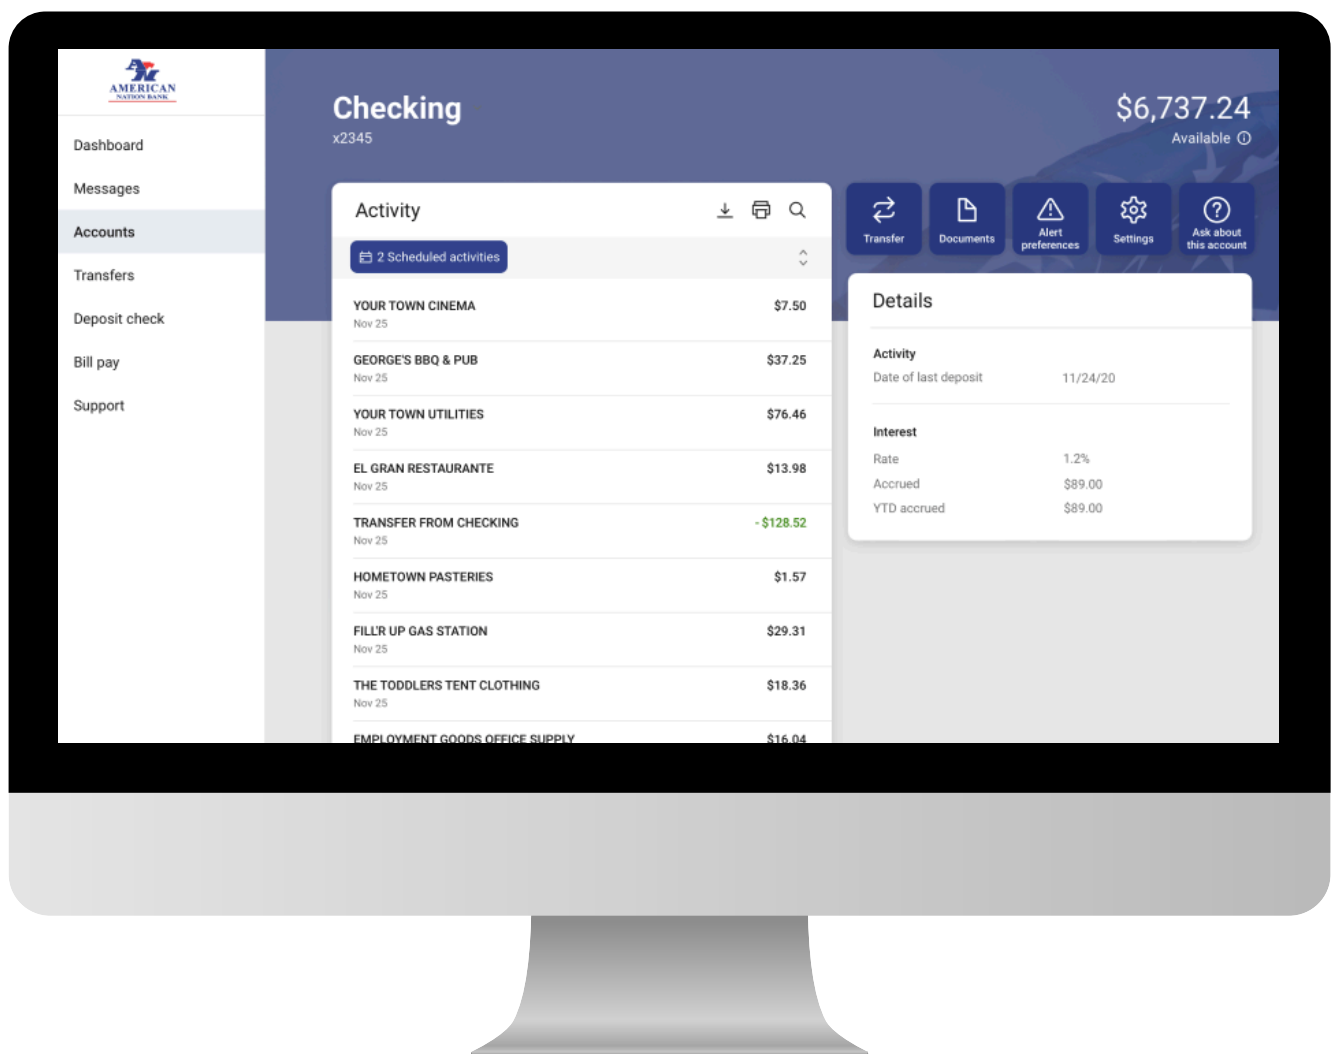 AMERICAN
NATION BANK
Dashboard
Messages
Accounts
Transfers
Deposit check
Bill pay
Support
Checking
x2345
$6,737.24
Available
Activity
2 Scheduled activities
YOUR TOWN CINEMA $7.50
Nov 25
GEORGE'S BBQ & PUB $37.25
Nov 25
YOUR TOWN UTILITIES $76.46
Nov 25
EL GRAN RESTAURANTE $13.98
Nov 25
TRANSFER FROM CHECKING - $128.52
Nov 25
HOMETOWN PASTERIES $1.57
Nov 25
FILL'R UP GAS STATION $29.31
Nov 25
THE TODDLERS TENT CLOTHING $18.36
Nov 25
EMPLOYMENT GOODS OFFICE SUPPLY $16.04
Transfer
Documents
Alert
preferences
Settings
Ask about
this account
Details
Activity
Date of last deposit 11/24/20
Interest
Rate 1.2%
Accrued $89.00
YTD accrued $89.00